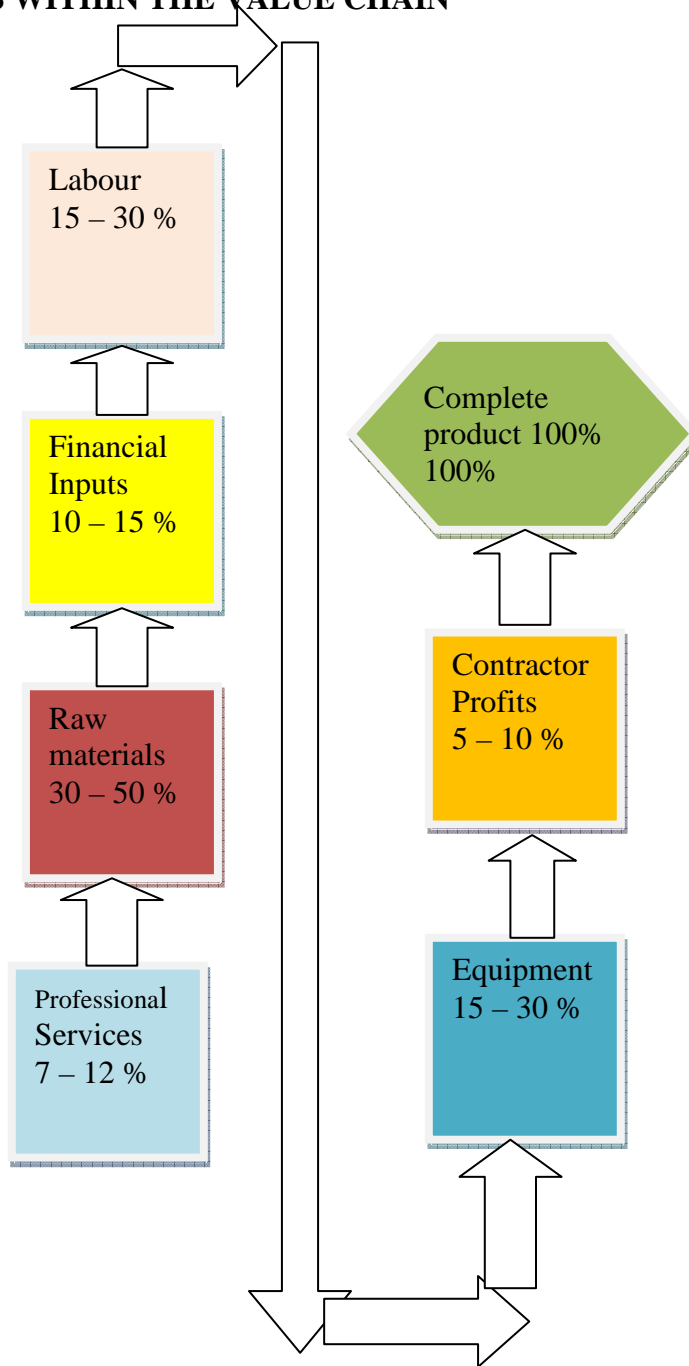 WITHIN THE VALUE CHAIN
Labour
15 – 30 %
Financial
Inputs
10 – 15 %
Raw
materials
30 – 50 %
Professional
Services
7 – 12 %
Complete
product 100%
100%
Contractor
Profits
5 – 10 %
Equipment
15 – 30 %